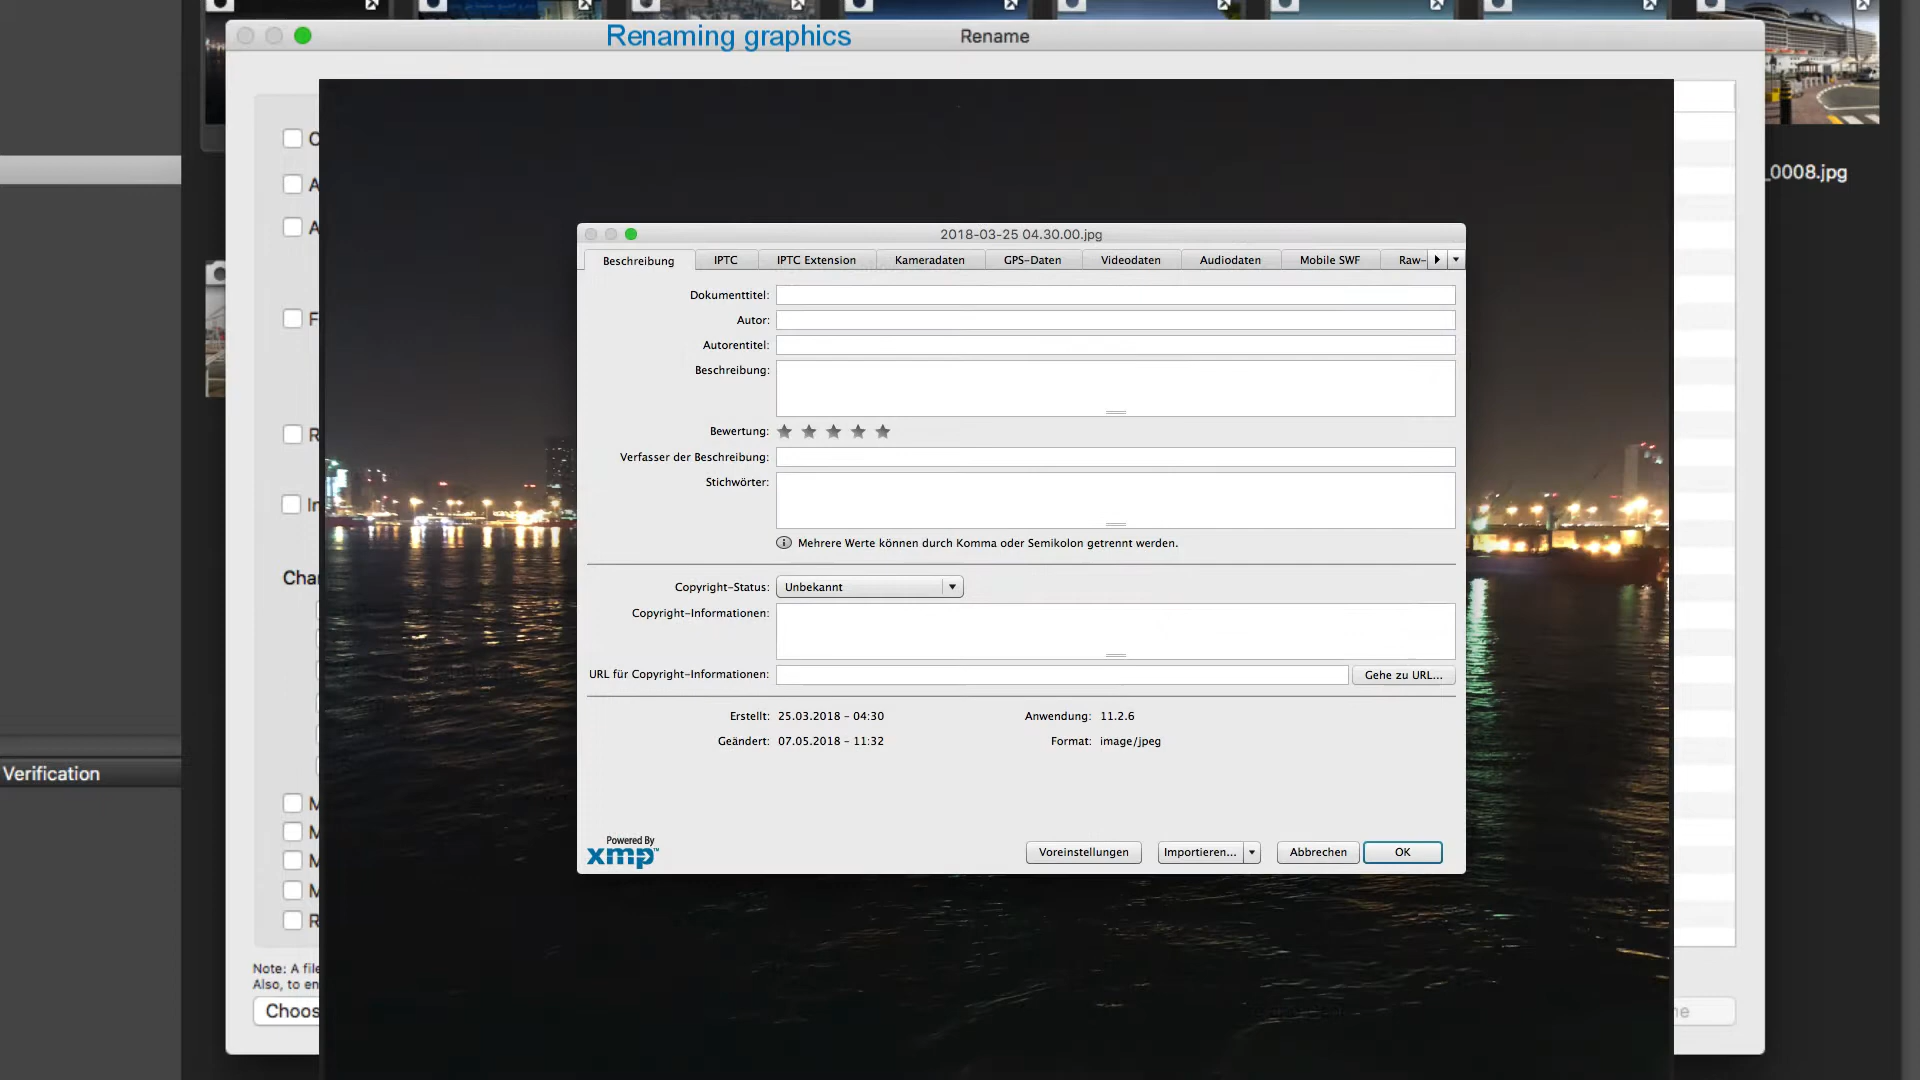 Renaming graphics
Rename
_0008.jpg
2018-03-25 04.30.00.jpg
Beschreibung
IPTC
IPTC Extension
Kameradaten
GPS-Daten
Videodaten
Audiodaten
Mobile SWF
Raw-
Dokumenttitel:
Autor:
Autorentitel:
Beschreibung:
Bewertung:
Verfasser der Beschreibung:
Stichwörter:
Mehrere Werte können durch Komma oder Semikolon getrennt werden.
Copyright-Status: Unbekannt
Copyright-Informationen:
URL für Copyright-Informationen: Gehe zu URL...
Erstellt: 25.03.2018 - 04:30 Anwendung: 11.2.6
Geändert: 07.05.2018 - 11:32 Format: image/jpeg
Verification
Powered By
xmp™
Voreinstellungen
Importieren...
Abbrechen
OK
Note: A file
Also, to en